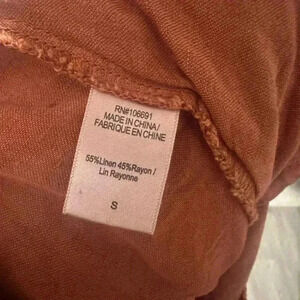 RN#106691
MADE IN CHINA/
FABRIQUE EN CHINE
55%Linen 45%Rayon /
Lin Rayonne
S